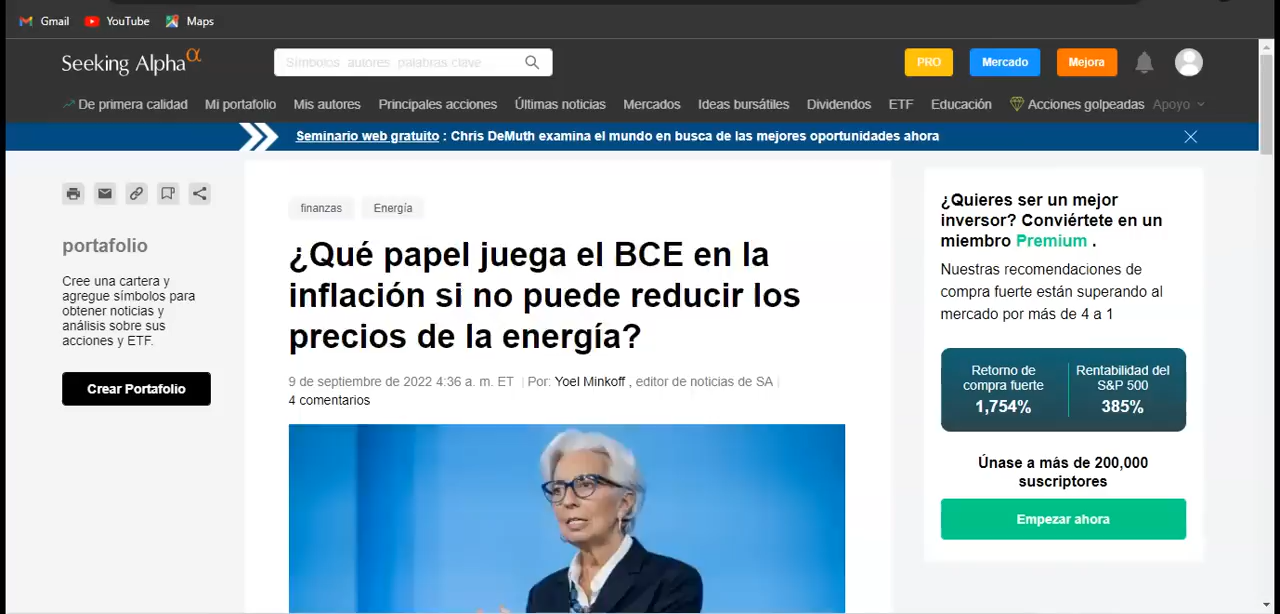 Gmail
YouTube
Maps
Seeking Alpha α
Símbolos autores palabras clave
PRO
Mercado
Mejora
De primera calidad
Mi portafolio
Mis autores
Principales acciones
Últimas noticias
Mercados
Ideas bursátiles
Dividendos
ETF
Educación
Acciones golpeadas
Apoyo
Seminario web gratuito : Chris DeMuth examina el mundo en busca de las mejores oportunidades ahora
portafolio
Cree una cartera y
agregue símbolos para
obtener noticias y
análisis sobre sus
acciones y ETF.
Crear Portafolio
finanzas
Energía
¿Qué papel juega el BCE en la
inflación si no puede reducir los
precios de la energía?
9 de septiembre de 2022 4:36 a. m. ET | Por: Yoel Minkoff , editor de noticias de SA |
4 comentarios
¿Quieres ser un mejor
inversor? Conviértete en un
miembro Premium .
Nuestras recomendaciones de
compra fuerte están superando al
mercado por más de 4 a 1
Retorno de
compra fuerte
1,754%
Rentabilidad del
S&P 500
385%
Únase a más de 200,000
suscriptores
Empezar ahora